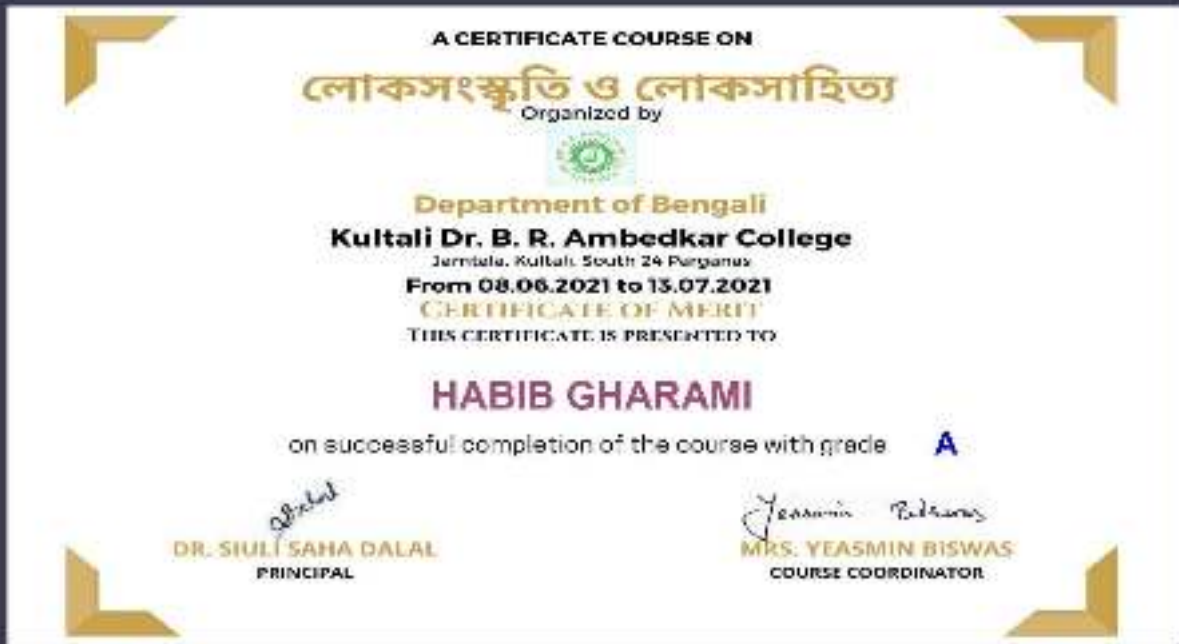 A CERTIFICATE COURSE ON
লোকসংস্কৃতি ও লোকসাহিত্য
Organized by
Department of Bengali
Kultali Dr. B. R. Ambedkar College
Jamtala, Kultali, South 24 Parganas
From 08.06.2021 to 13.07.2021
CERTIFICATE OF MERIT
THIS CERTIFICATE IS PRESENTED TO
HABIB GHARAMI
on successful completion of the course with grade A
Yeasmin Biswas
DR. SIULI SAHA DALAL MRS. YEASMIN BISWAS
PRINCIPAL COURSE COORDINATOR